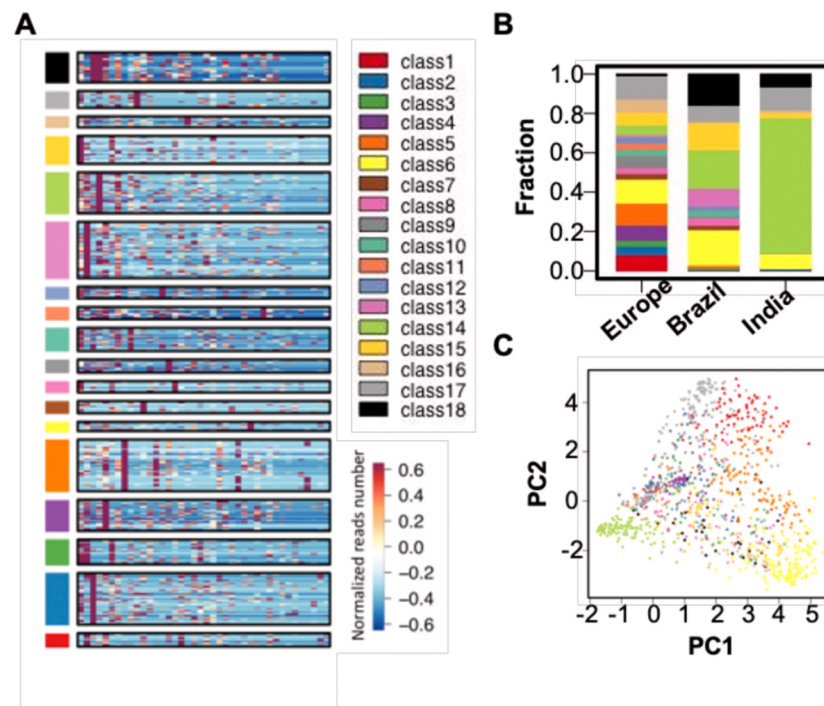 A
class1
class2
class3
class4
class5
class6
class7
class8
class9
class10
class11
class12
class13
class14
class15
class16
class17
class18
Normalized reads number
0.6
0.4
0.2
0.0
−0.2
−0.4
−0.6
B
Fraction
1.0
0.8
0.6
0.4
0.2
0.0
Europe
Brazil
India
C
PC2
4
2
0
-2
-2 -1 0 1 2 3 4 5
PC1